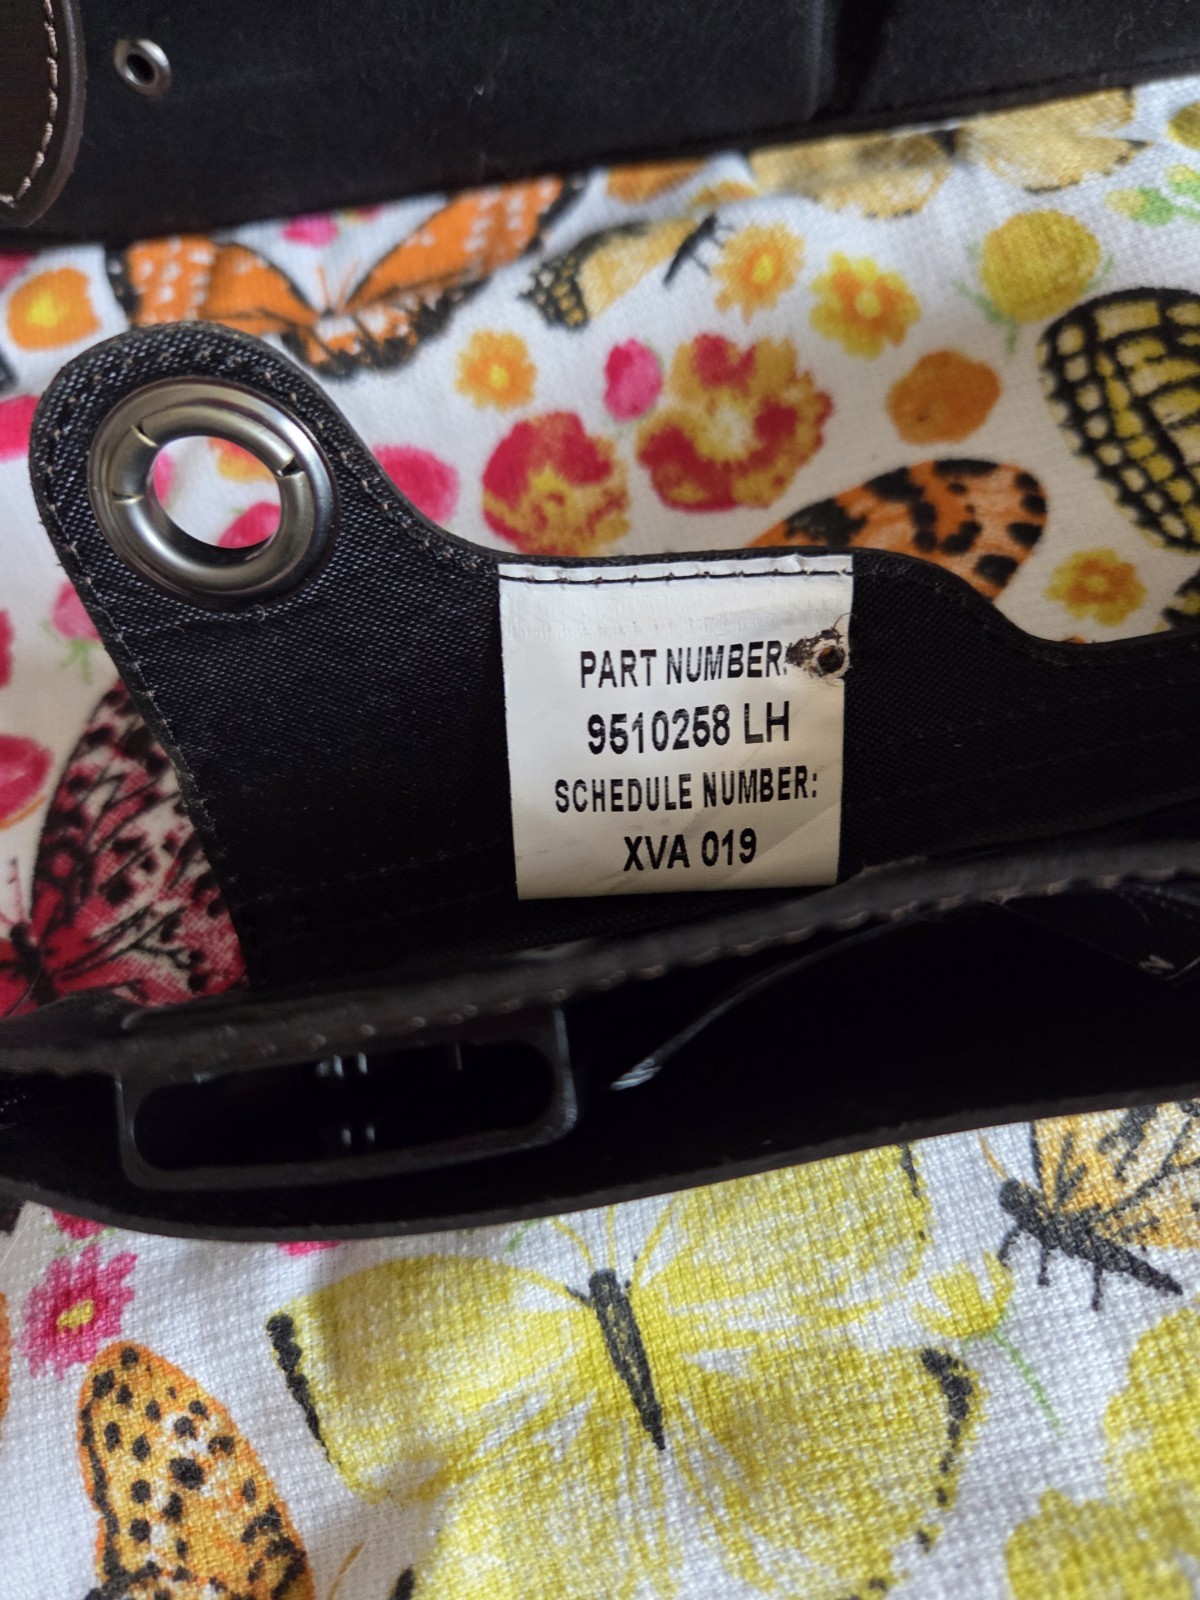 PART NUMBER:
9510258 LH
SCHEDULE NUMBER:
XVA 019